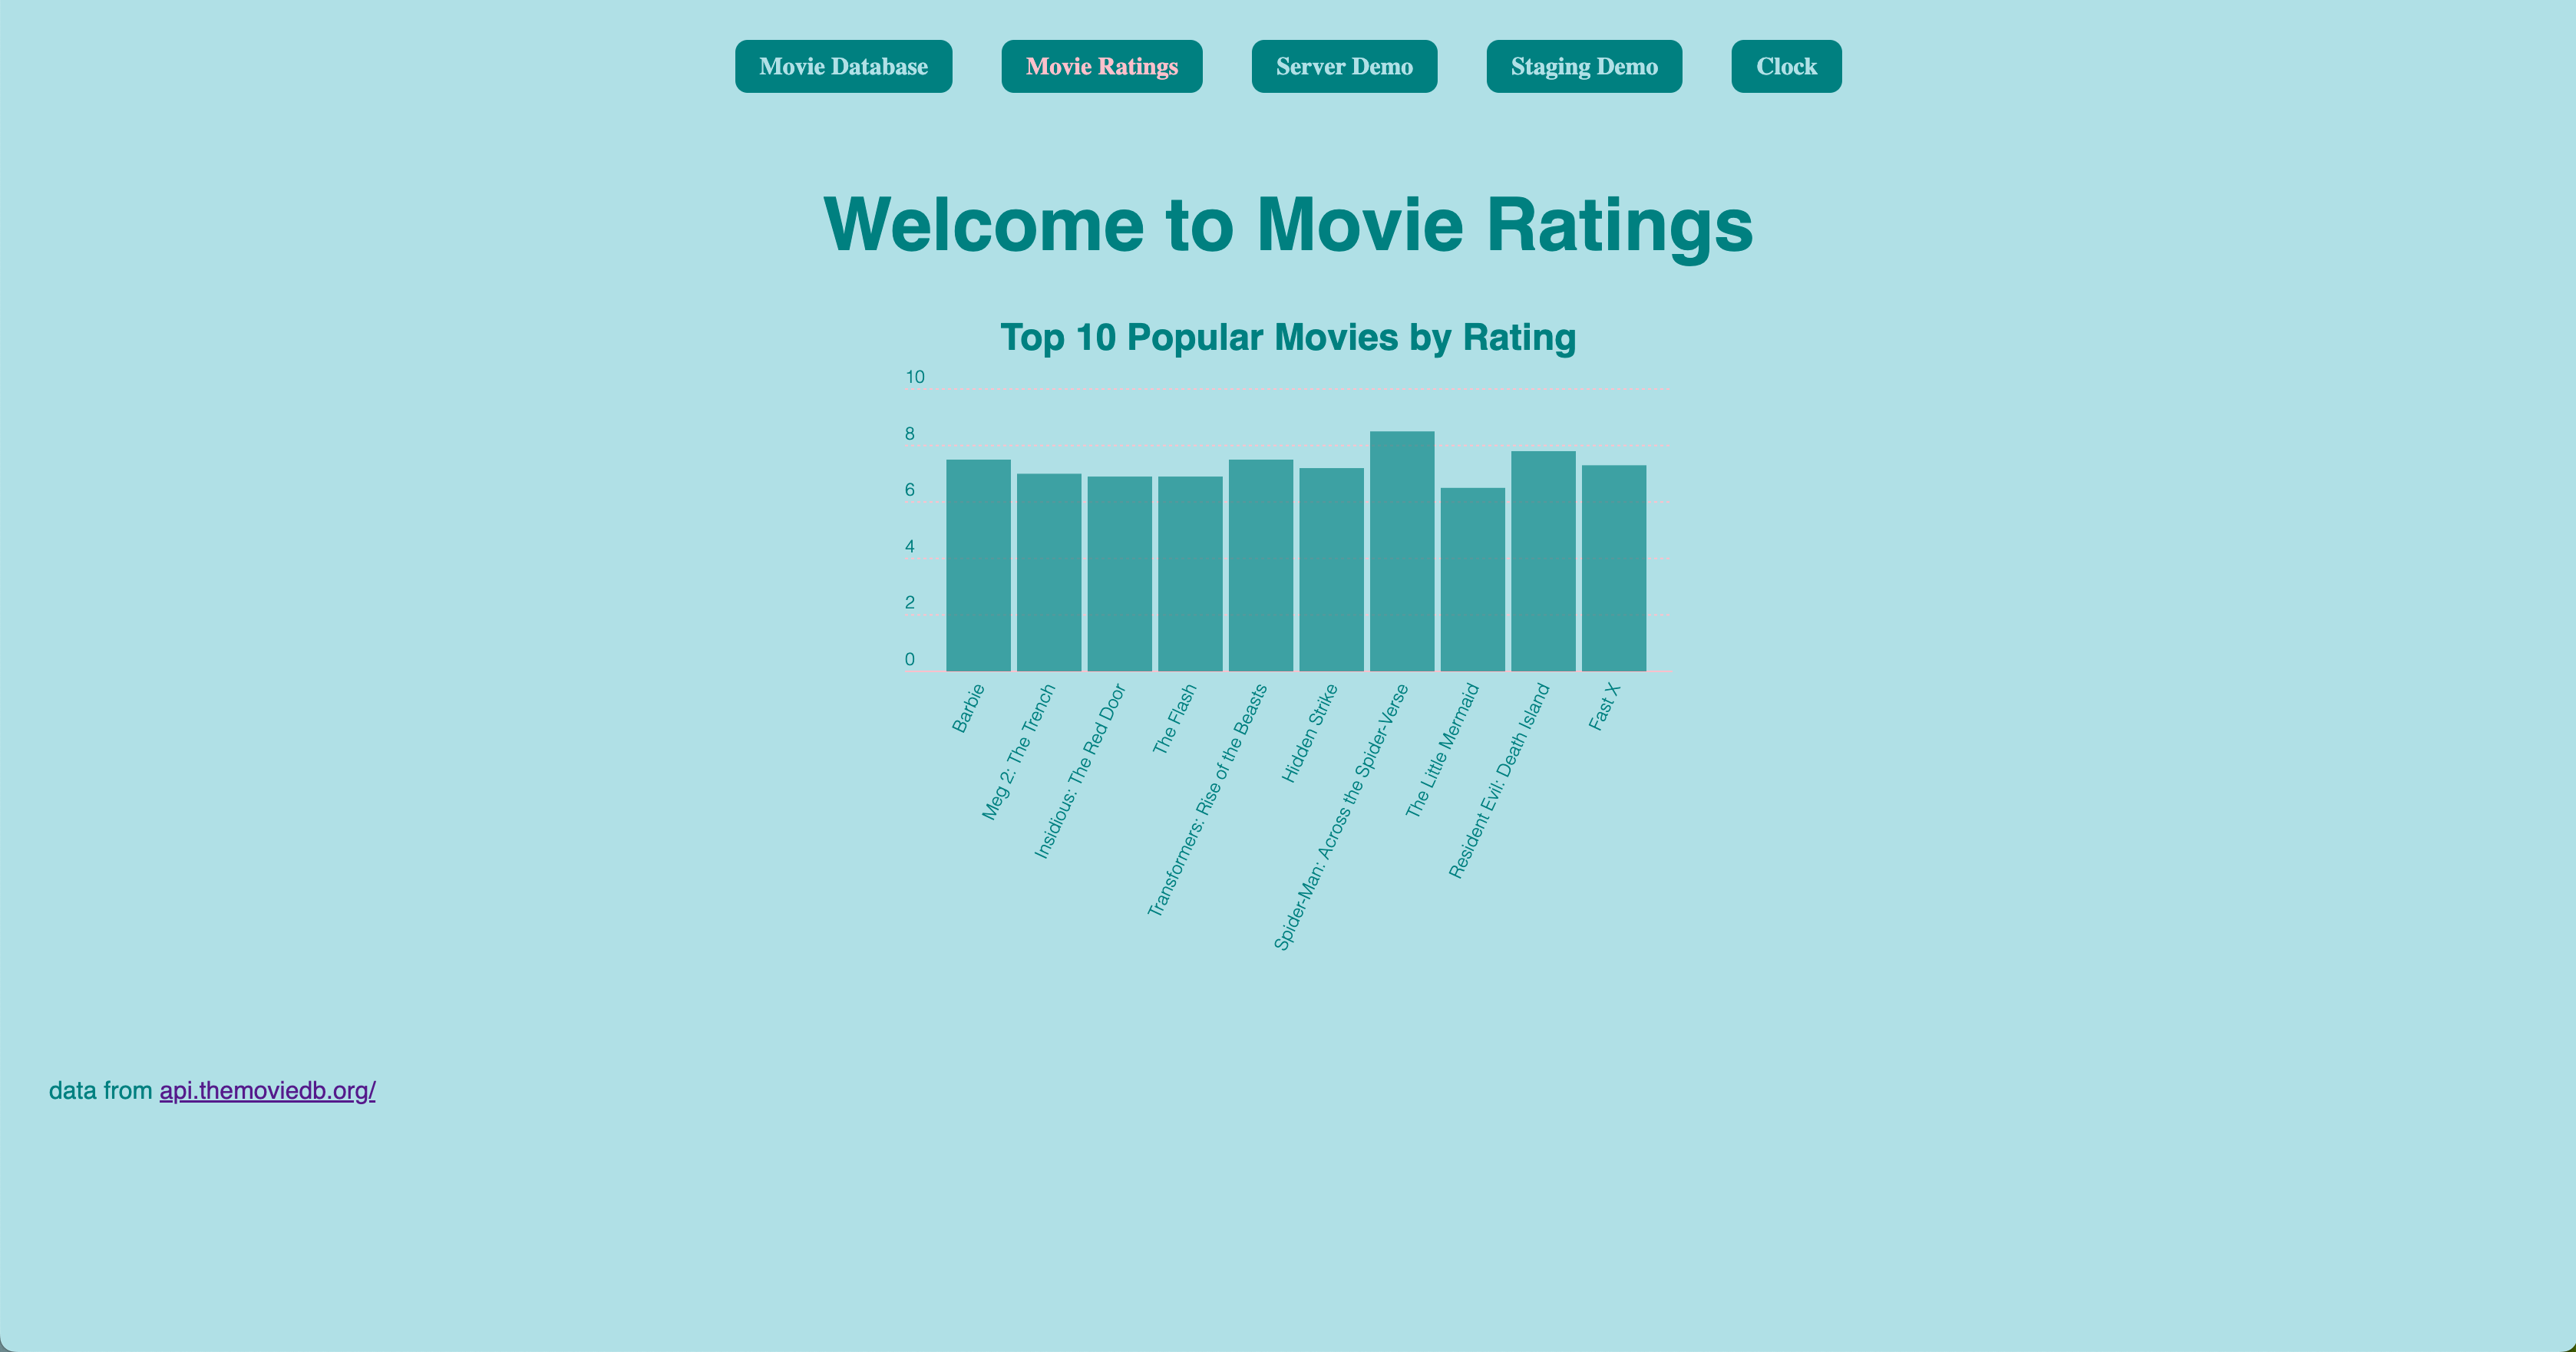 Movie Database Movie Ratings Server Demo Staging Demo Clock
Welcome to Movie Ratings
Top 10 Popular Movies by Rating
10
8
6
4
2
0
Barbie
Meg 2: The Trench
Insidious: The Red Door
The Flash
Transformers: Rise of the Beasts
Hidden Strike
Spider-Man: Across the Spider-Verse
The Little Mermaid
Resident Evil: Death Island
Fast X
data from api.themoviedb.org/